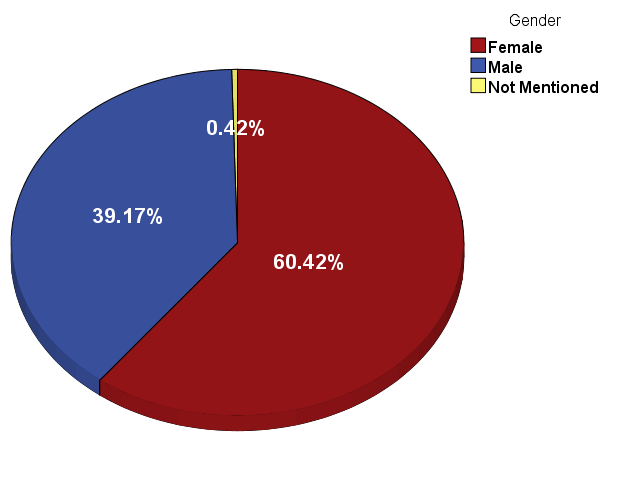 Gender
Female
Male
Not Mentioned
0.42%
39.17%
60.42%